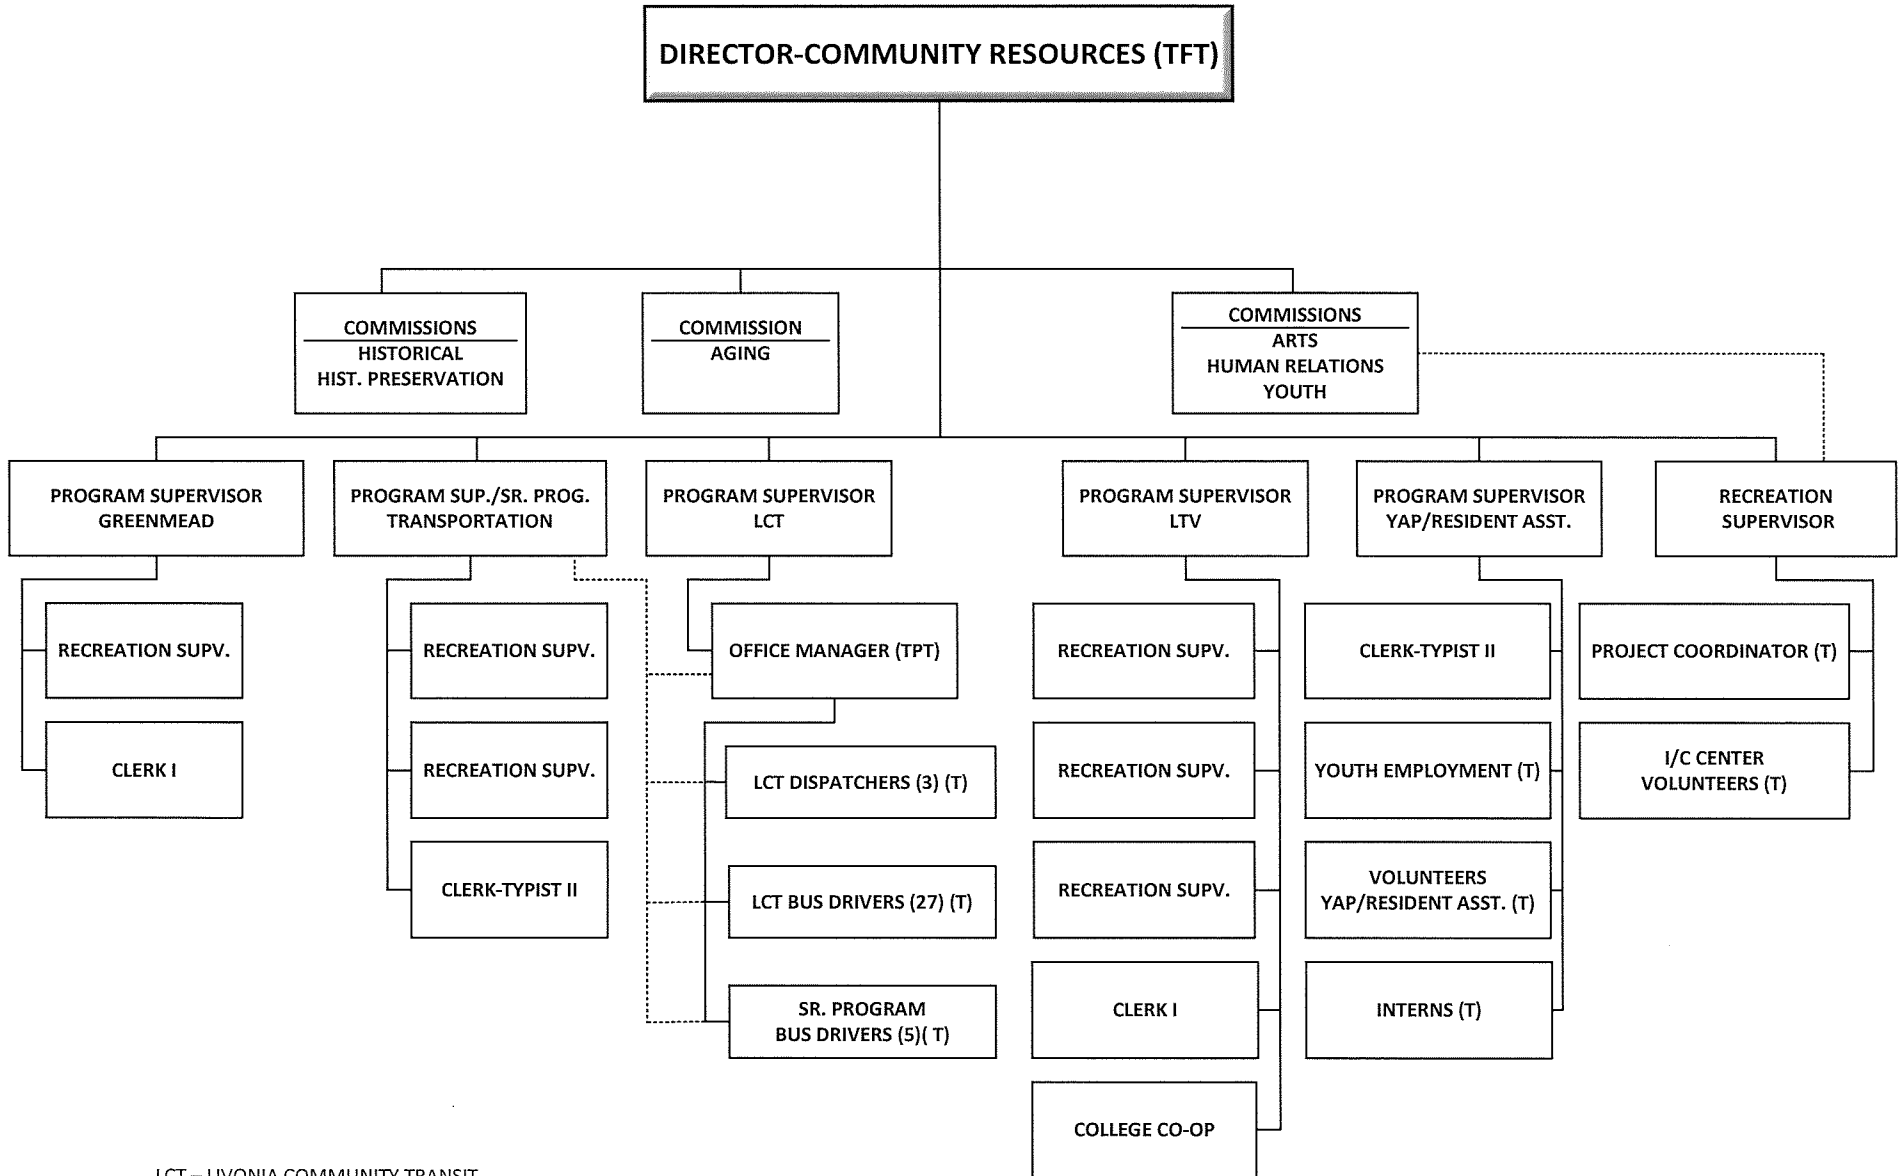 DIRECTOR-COMMUNITY RESOURCES (TFT)
COMMISSIONS
HISTORICAL
HIST. PRESERVATION
COMMISSION
AGING
COMMISSIONS
ARTS
HUMAN RELATIONS
YOUTH
PROGRAM SUPERVISOR
GREENMEAD
PROGRAM SUP./SR. PROG.
TRANSPORTATION
PROGRAM SUPERVISOR
LCT
PROGRAM SUPERVISOR
LTV
PROGRAM SUPERVISOR
YAP/RESIDENT ASST.
RECREATION
SUPERVISOR
RECREATION SUPV.
CLERK I
RECREATION SUPV.
RECREATION SUPV.
CLERK-TYPIST II
OFFICE MANAGER (TPT)
LCT DISPATCHERS (3) (T)
LCT BUS DRIVERS (27) (T)
SR. PROGRAM
BUS DRIVERS (5)( T)
RECREATION SUPV.
RECREATION SUPV.
RECREATION SUPV.
CLERK I
COLLEGE CO-OP
CLERK-TYPIST II
YOUTH EMPLOYMENT (T)
VOLUNTEERS
YAP/RESIDENT ASST. (T)
INTERNS (T)
PROJECT COORDINATOR (T)
I/C CENTER
VOLUNTEERS (T)
LCT – LIVONIA COMMUNITY TRANSIT